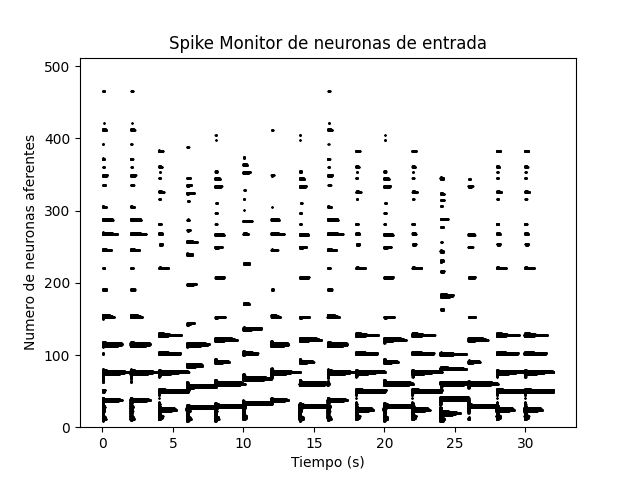 Spike Monitor de neuronas de entrada
Numero de neuronas aferentes
500
400
300
200
100
0
0 5 10 15 20 25 30
Tiempo (s)